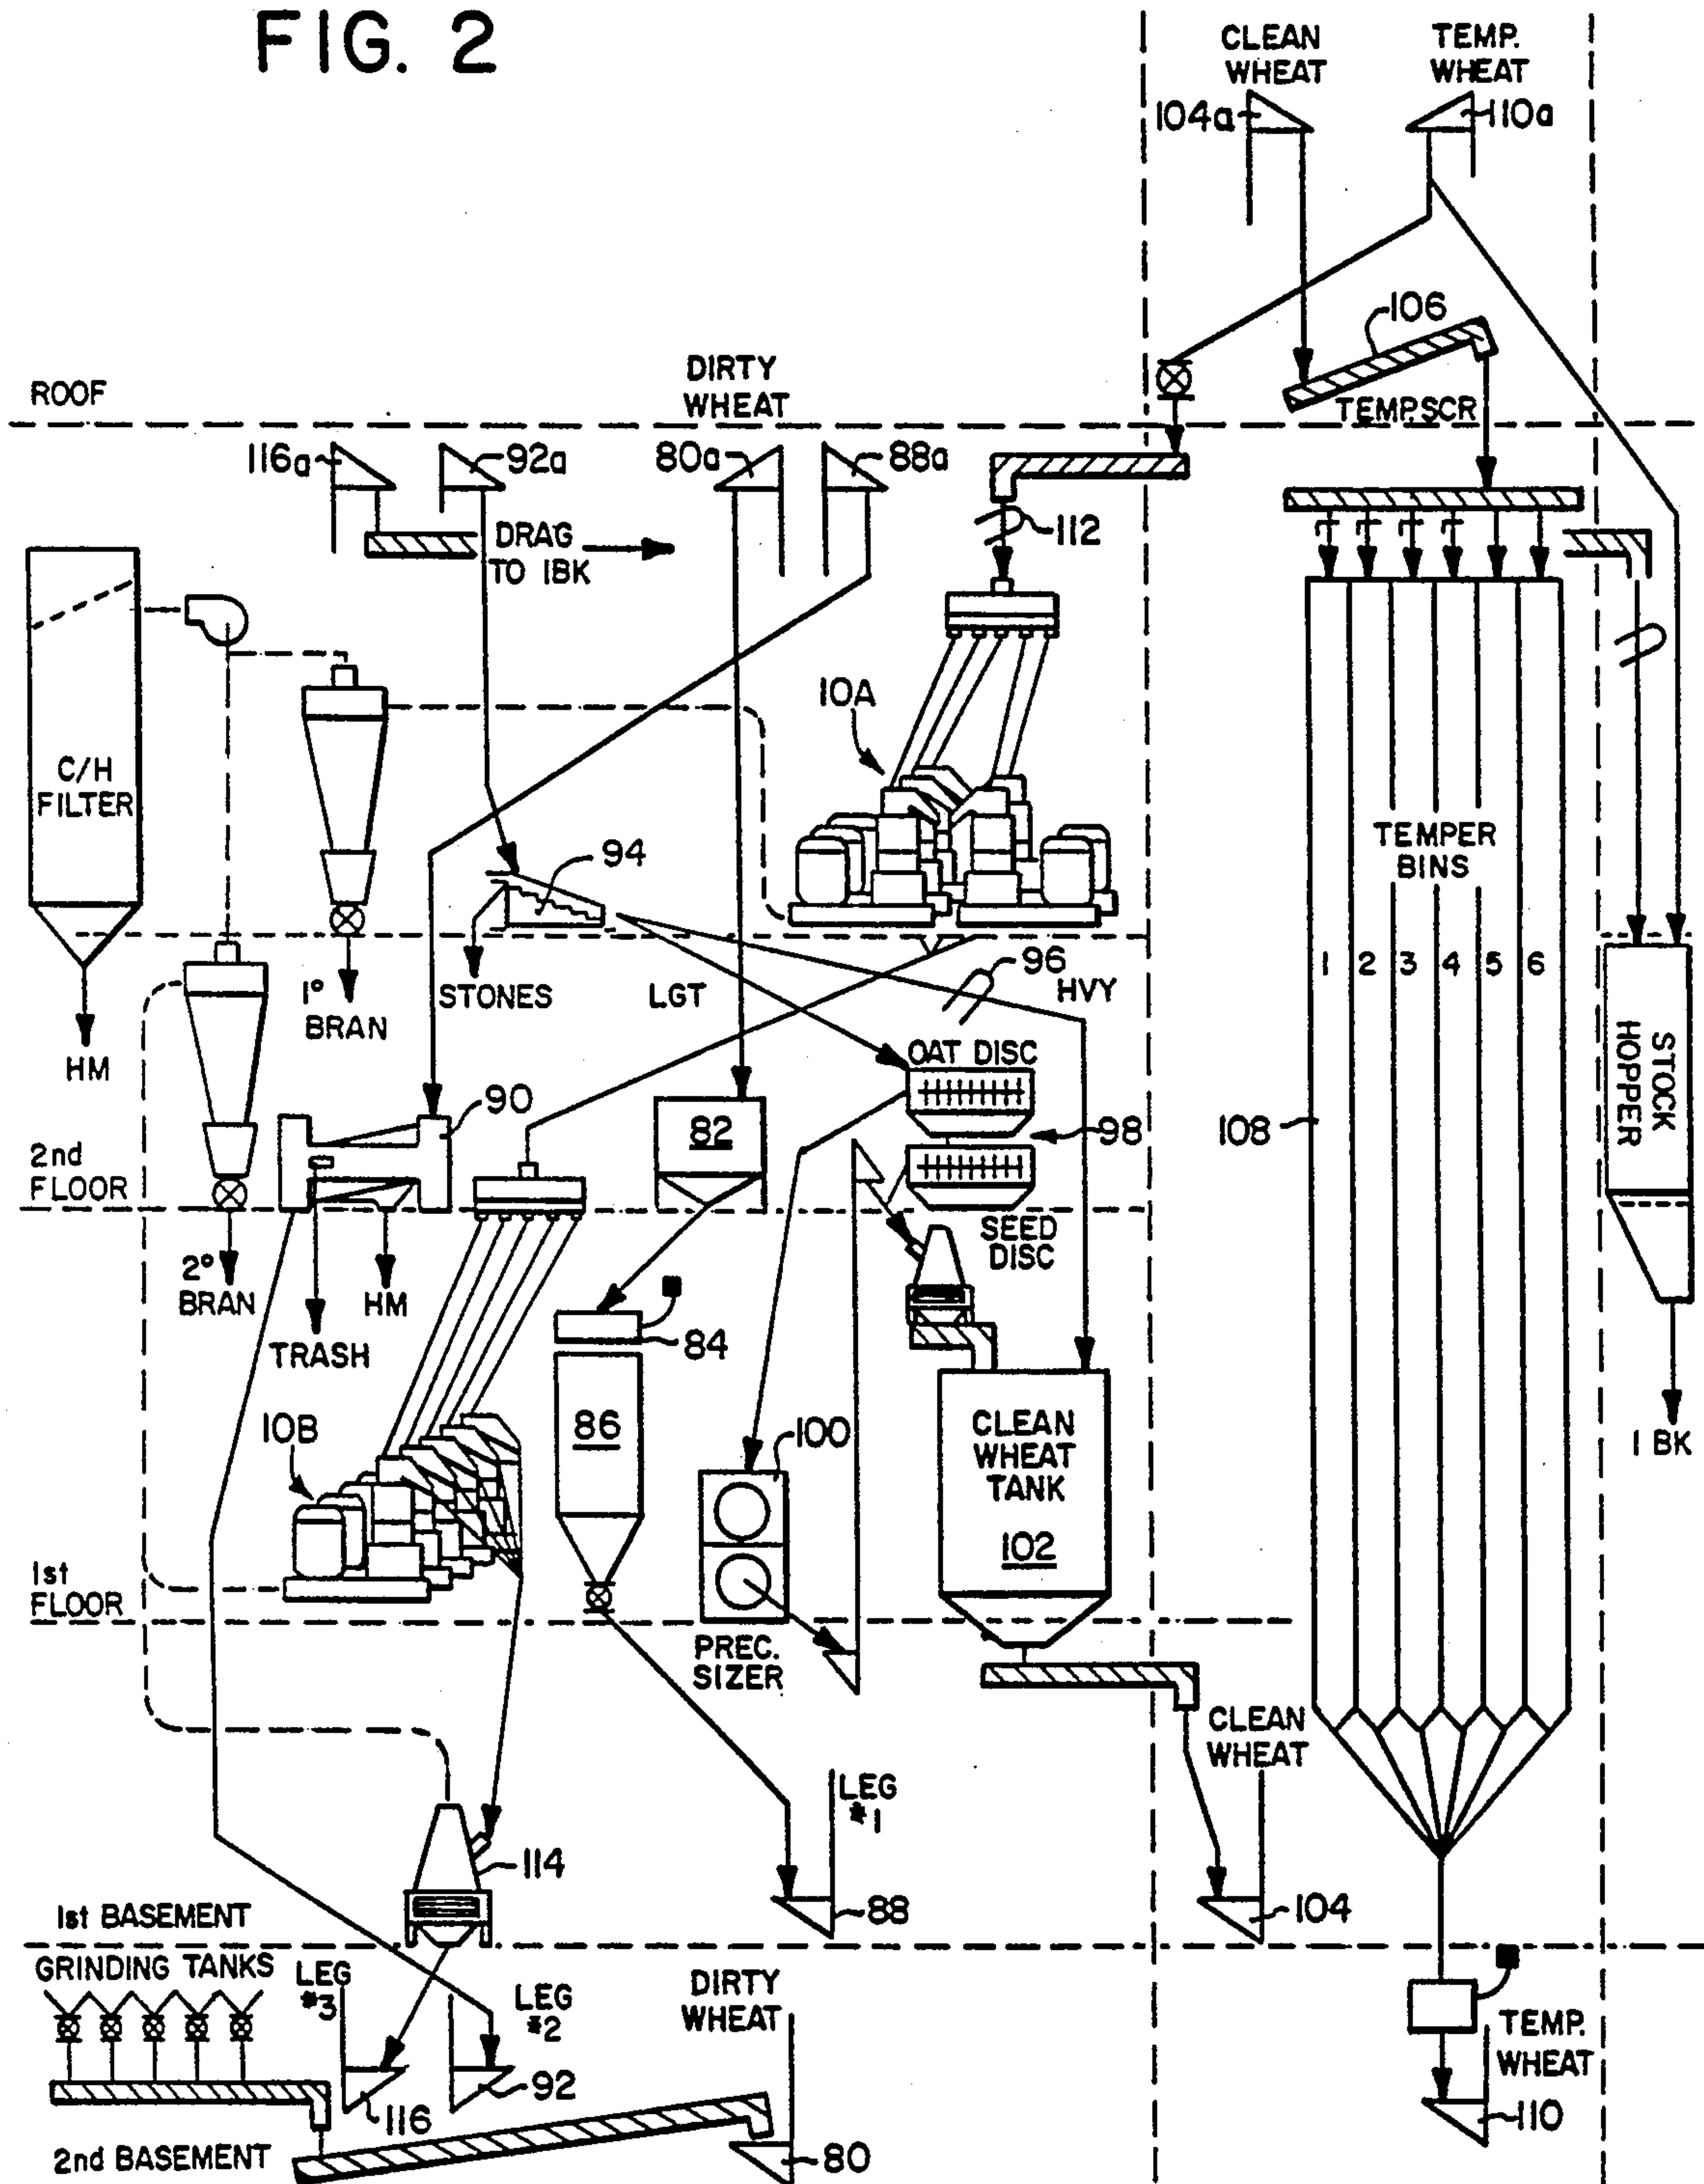 FIG. 2
CLEAN
WHEAT
TEMP.
WHEAT
104a
110a
106
TEMP.SCR
ROOF
DIRTY
WHEAT
116a
92a
80a
88a
DRAG
TO 1BK
112
10A
C/H
FILTER
94
TEMPER
BINS
1 2 3 4 5 6
STONES
LGT
96
HVY
1°
BRAN
HM
OAT DISC
STOCK
HOPPER
90
82
98
108
2nd
FLOOR
SEED
DISC
2°
BRAN
HM
TRASH
84
86
10B
100
CLEAN
WHEAT
TANK
102
1 BK
1st
FLOOR
PREC.
SIZER
CLEAN
WHEAT
LEG
#1
114
88
104
1st BASEMENT
GRINDING TANKS
LEG
#3
LEG
#2
DIRTY
WHEAT
TEMP.
WHEAT
92
116
110
2nd BASEMENT
80